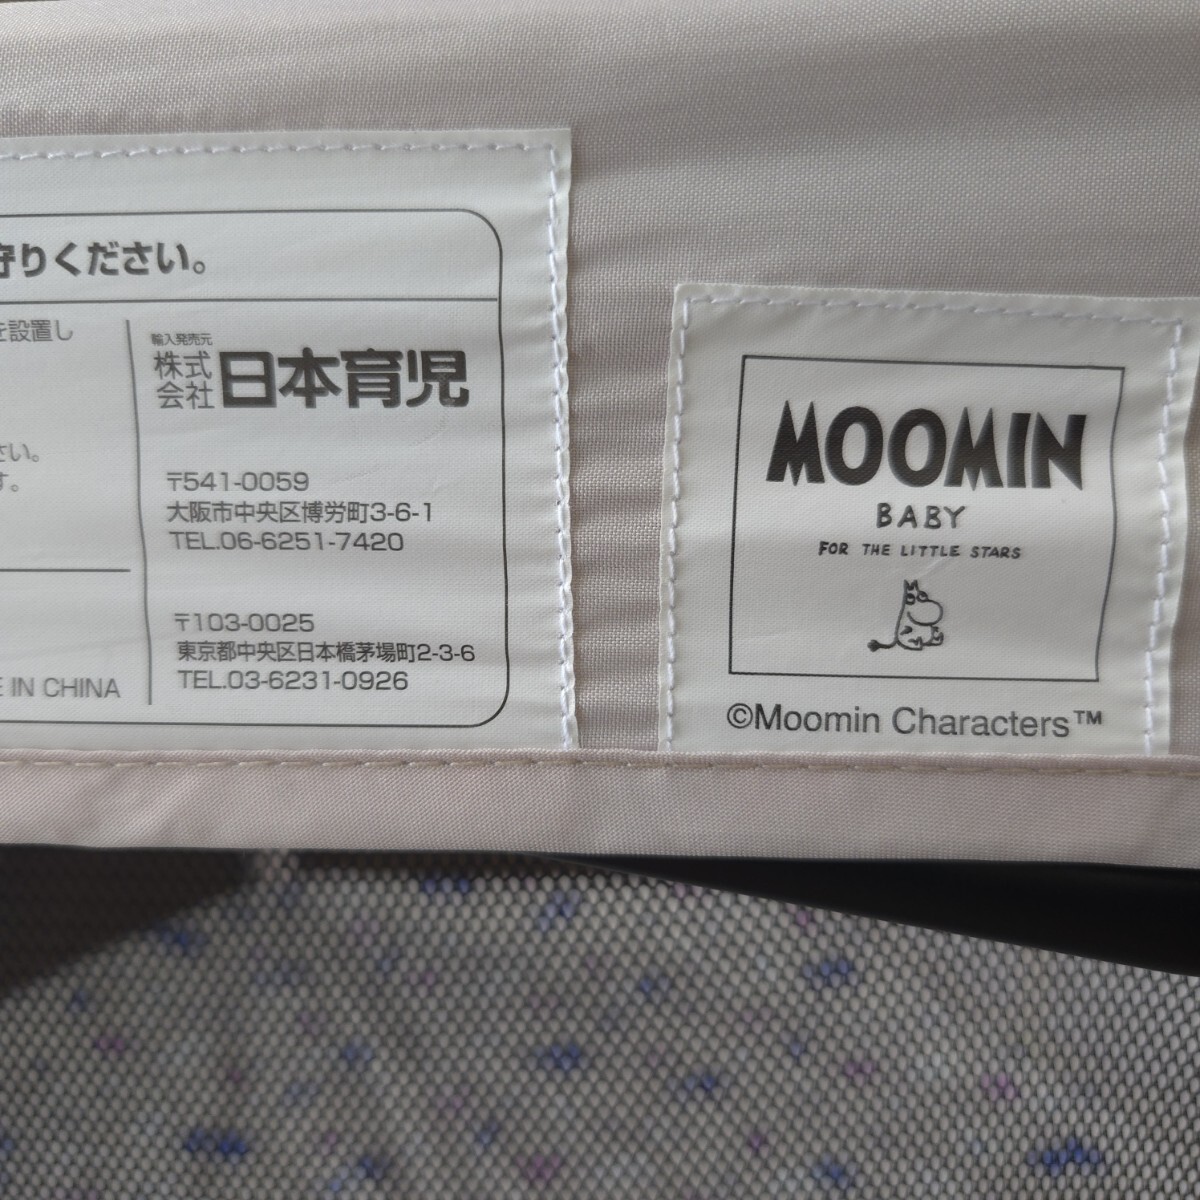 守りください。
を設置し
さい。
す。
E IN CHINA
輸入発売元
株式会社 日本育児
〒541-0059
大阪市中央区博労町3-6-1
TEL.06-6251-7420
〒103-0025
東京都中央区日本橋茅場町2-3-6
TEL.03-6231-0926
MOOMIN
BABY
FOR THE LITTLE STARS
©Moomin Characters™